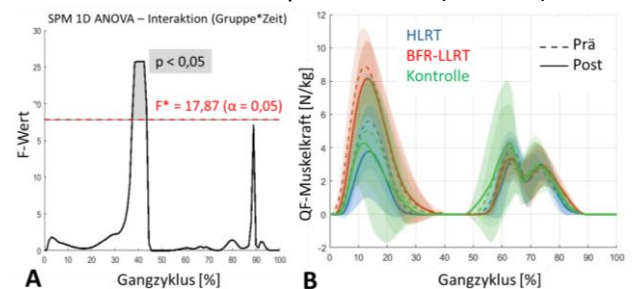 SPM 1D ANOVA – Interaktion (Gruppe*Zeit)
30
25
20
15
10
5
0
F-Wert
p < 0,05
F* = 17,87 (α = 0,05)
0 10 20 30 40 50 60 70 80 90 100
A
Gangzyklus [%]
12
10
8
6
4
2
0
-2
QF-Muskelkraft [N/kg]
HLRT
BFR-LLRT
Kontrolle
Prä
Post
0 10 20 30 40 50 60 70 80 90 100
B
Gangzyklus [%]